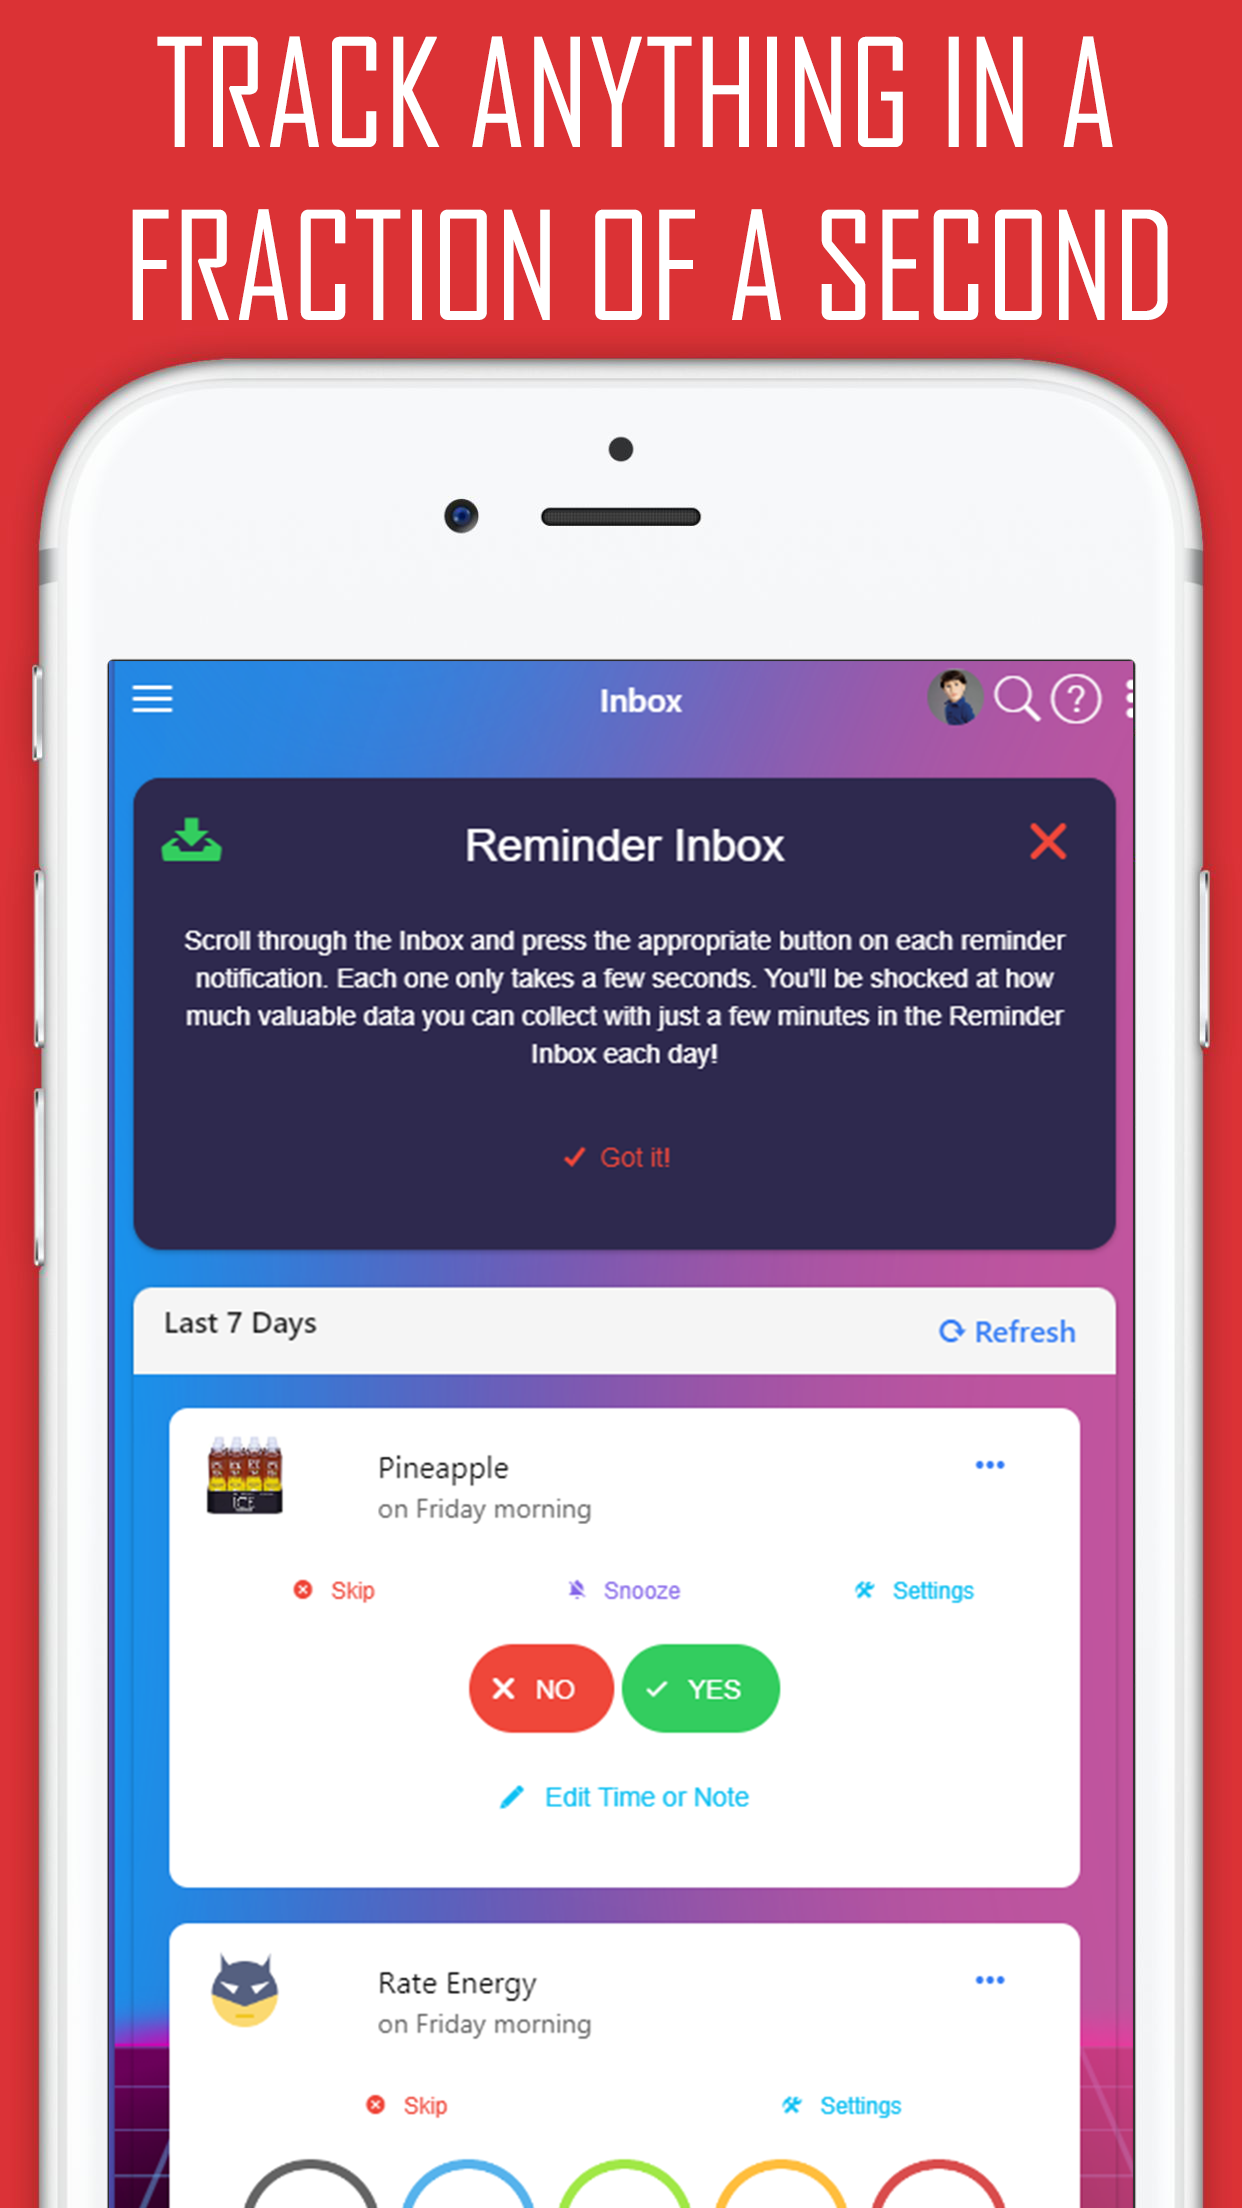 TRACK ANYTHING IN A
FRACTION OF A SECOND
Inbox
Reminder Inbox
Scroll through the Inbox and press the appropriate button on each reminder
notification. Each one only takes a few seconds. You'll be shocked at how
much valuable data you can collect with just a few minutes in the Reminder
Inbox each day!
Got it!
Last 7 Days
Refresh
ICE
Pineapple
on Friday morning
Skip
Snooze
Settings
NO
YES
Edit Time or Note
Rate Energy
on Friday morning
Skip
Settings